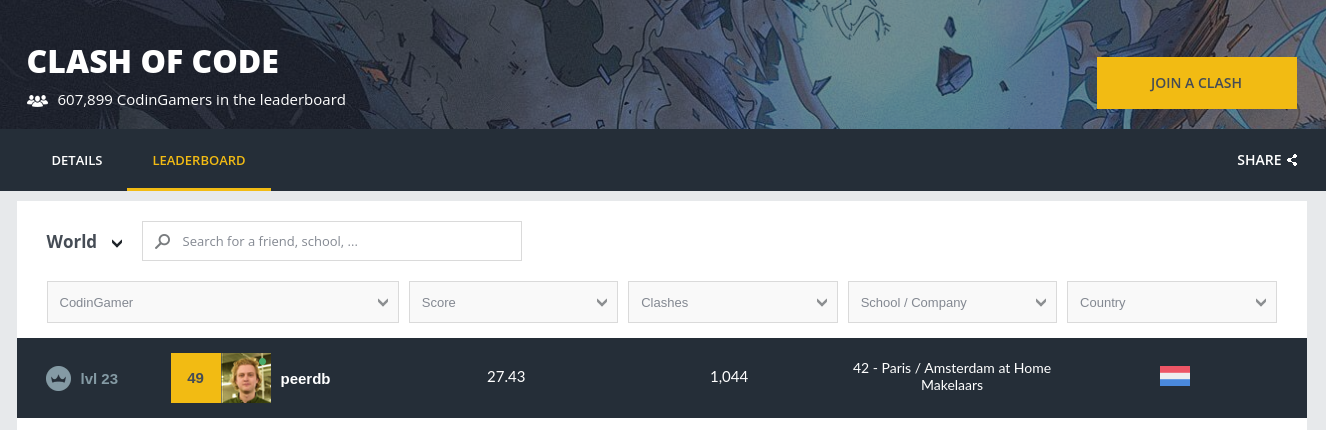 CLASH OF CODE
607,899 CodinGamers in the leaderboard
JOIN A CLASH
DETAILS
LEADERBOARD
SHARE
World
Search for a friend, school, ...
CodinGamer
Score
Clashes
School / Company
Country
lvl 23
49
peerdb
27.43
1,044
42 - Paris / Amsterdam at Home
Makelaars